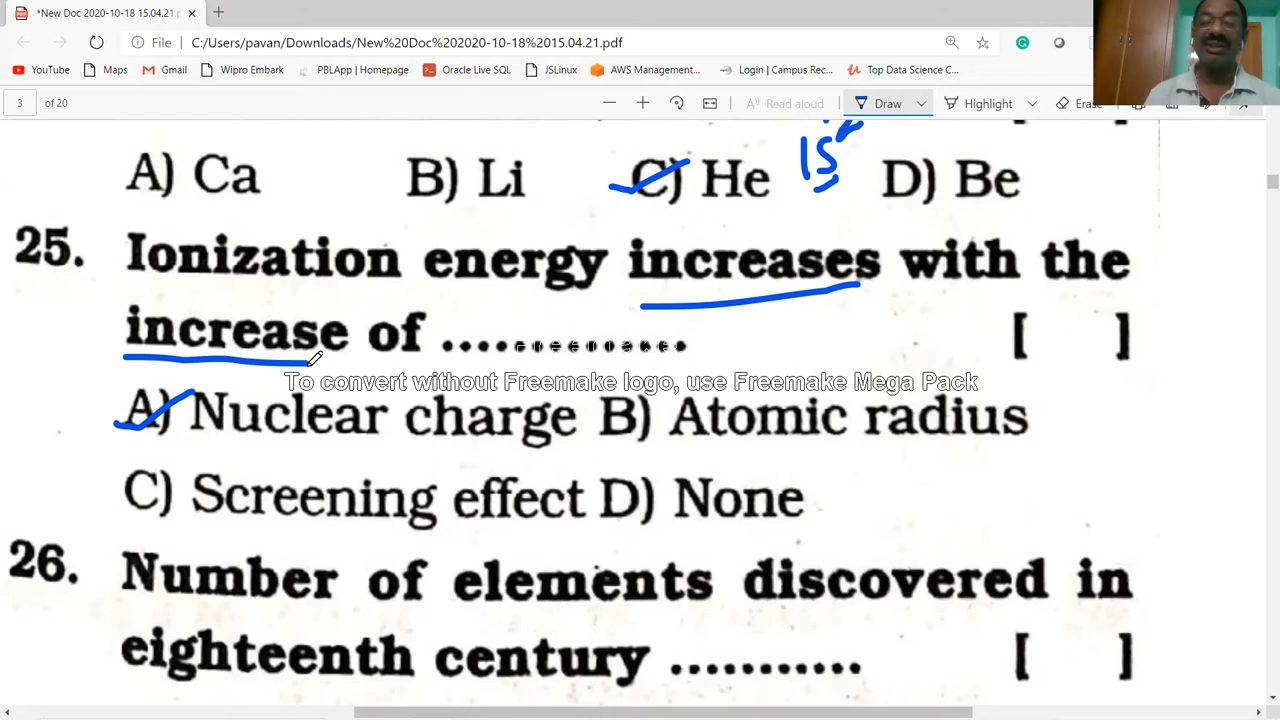 *New Doc 2020-10-18 15.04.21.p
File C:/Users/pavan/Downloads/New%20Doc%202020-10-18%2015.04.21.pdf
YouTube Maps Gmail Wipro Embark PBLApp | Homepage Oracle Live SQL JSLinux AWS Management... Login | Campus Rec... Top Data Science C...
3 of 20 Read aloud Draw Highlight Erase
15
A) Ca B) Li C) He D) Be
25. Ionization energy increases with the
increase of ................ [ ]
To convert without Freemake logo, use Freemake Mega Pack
A) Nuclear charge B) Atomic radius
C) Screening effect D) None
26. Number of elements discovered in
eighteenth century ............ [ ]